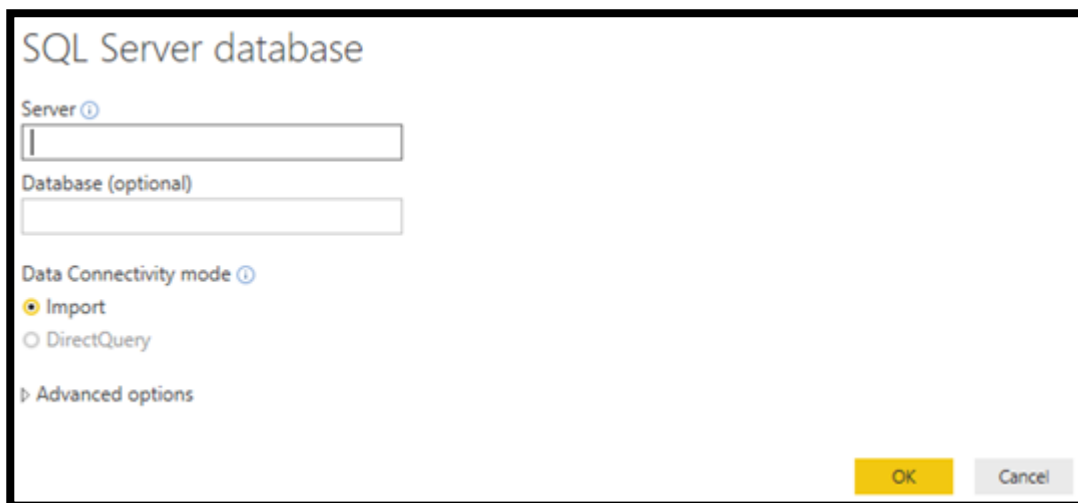 SQL Server database
Server
Database (optional)
Data Connectivity mode
Import
DirectQuery
Advanced options
OK Cancel